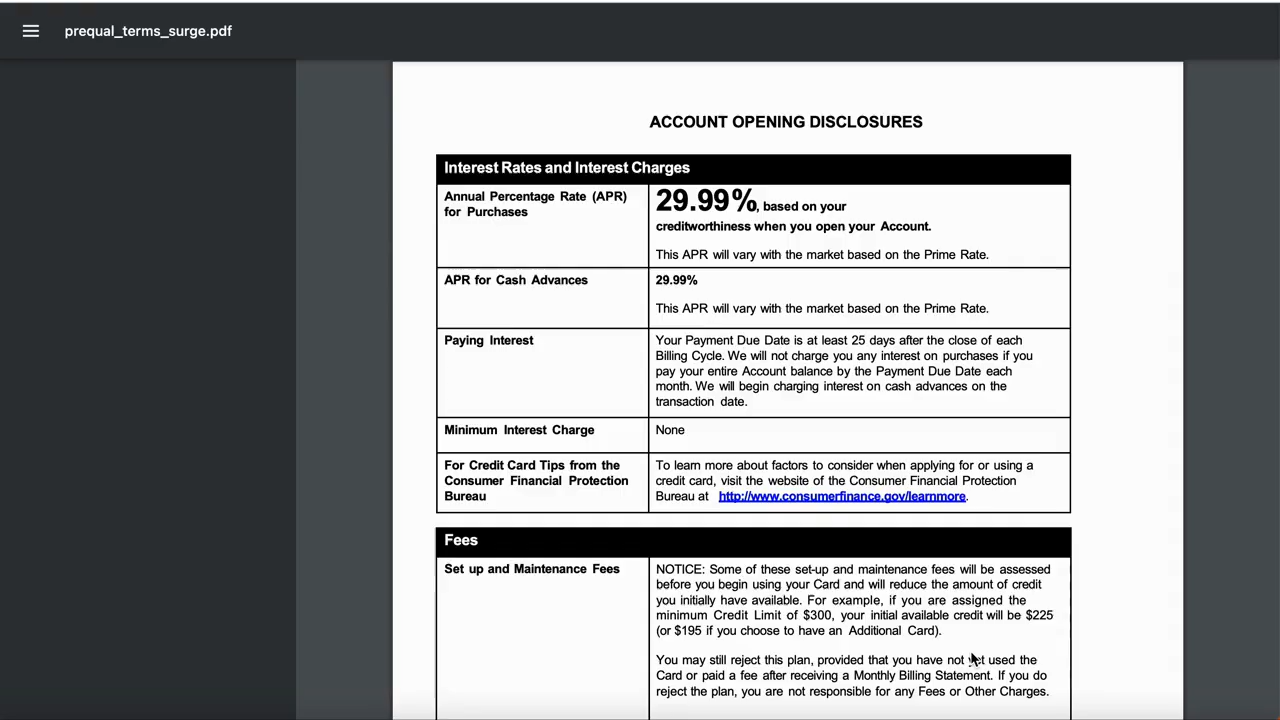 prequal_terms_surge.pdf
ACCOUNT OPENING DISCLOSURES
Interest Rates and Interest Charges
Annual Percentage Rate (APR)
for Purchases
29.99%, based on your
creditworthiness when you open your Account.
This APR will vary with the market based on the Prime Rate.
APR for Cash Advances
29.99%
This APR will vary with the market based on the Prime Rate.
Paying Interest
Your Payment Due Date is at least 25 days after the close of each
Billing Cycle. We will not charge you any interest on purchases if you
pay your entire Account balance by the Payment Due Date each
month. We will begin charging interest on cash advances on the
transaction date.
Minimum Interest Charge
None
For Credit Card Tips from the
Consumer Financial Protection
Bureau
To learn more about factors to consider when applying for or using a
credit card, visit the website of the Consumer Financial Protection
Bureau at http://www.consumerfinance.gov/learnmore.
Fees
Set up and Maintenance Fees
NOTICE: Some of these set-up and maintenance fees will be assessed
before you begin using your Card and will reduce the amount of credit
you initially have available. For example, if you are assigned the
minimum Credit Limit of $300, your initial available credit will be $225
(or $195 if you choose to have an Additional Card).
You may still reject this plan, provided that you have not yet used the
Card or paid a fee after receiving a Monthly Billing Statement. If you do
reject the plan, you are not responsible for any Fees or Other Charges.